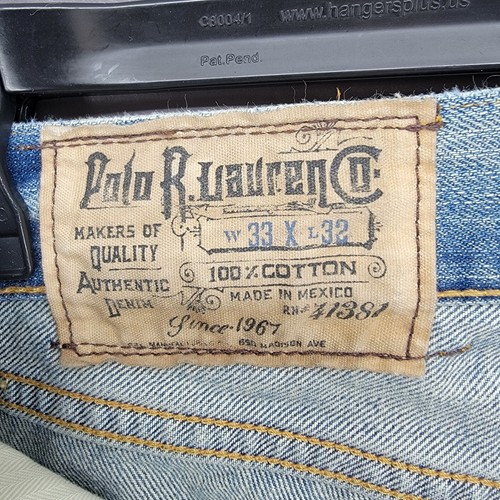 C8004/1 www.hangersplus.us
Pat.Pend.
Polo R. Lauren Co.
MAKERS OF
QUALITY
AUTHENTIC
DENIM
W 33 X L 32
100% COTTON
MADE IN MEXICO
RN# 41381
Since 1967
MANUFACTURING 650 MADISON AVE